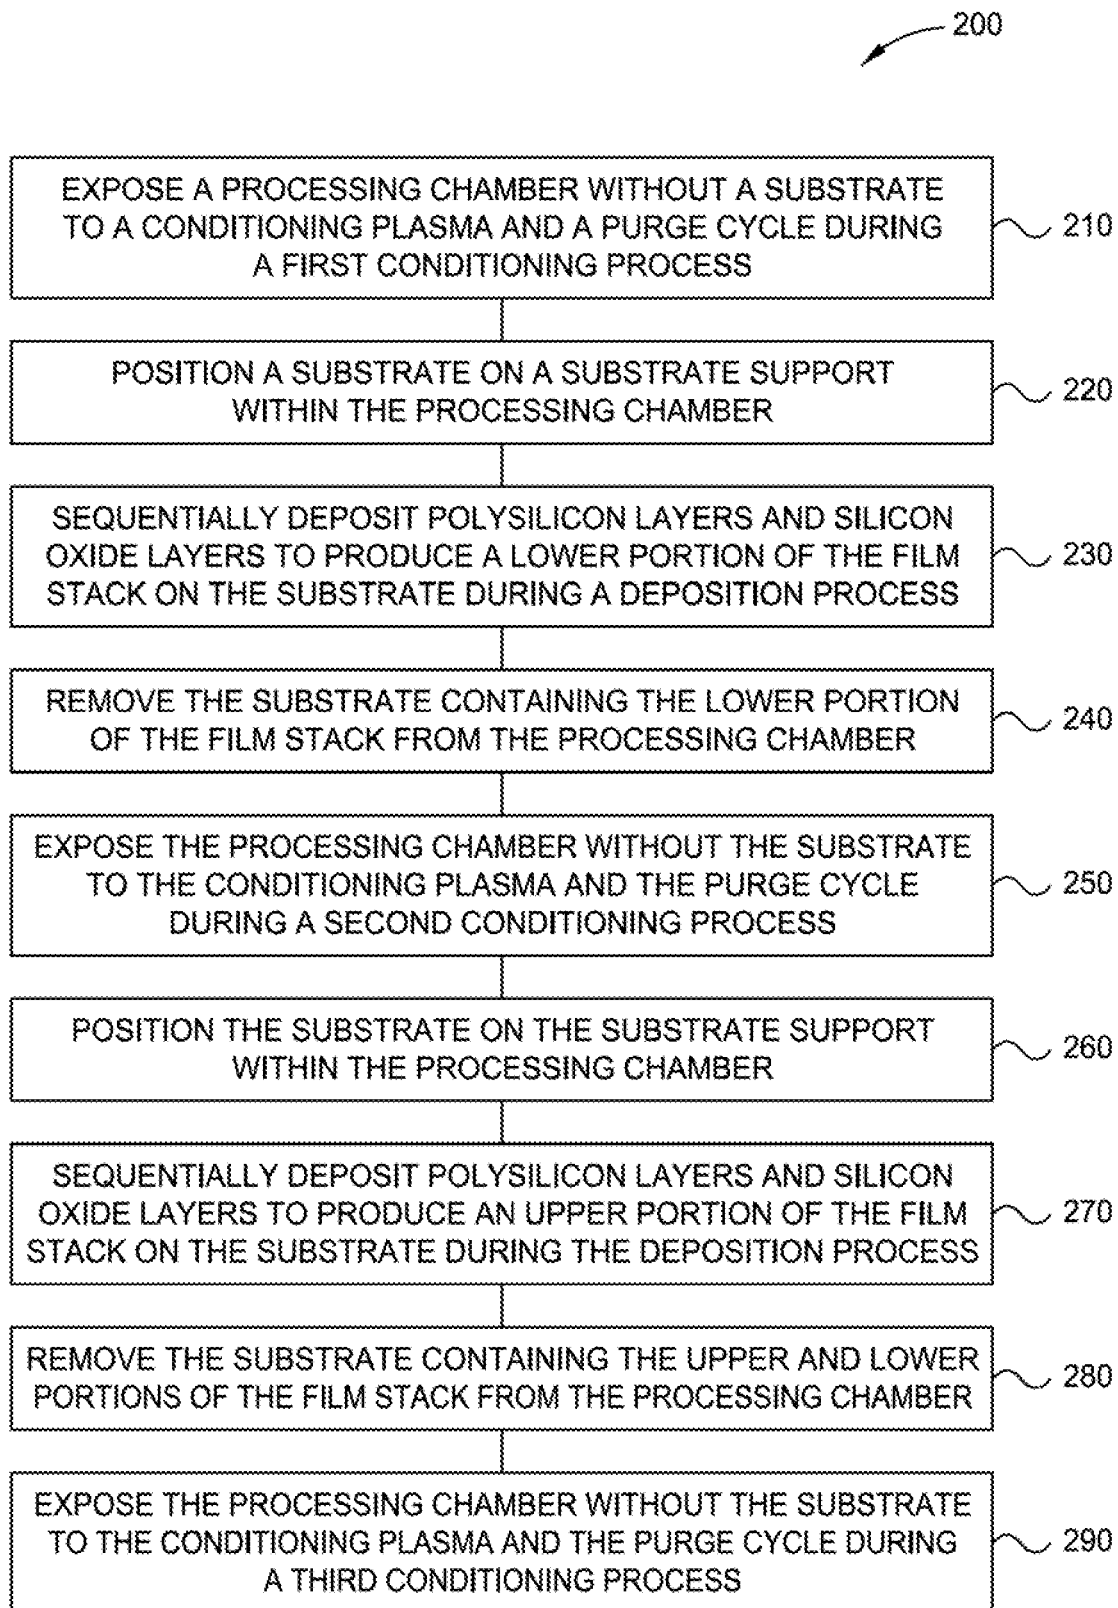 200
EXPOSE A PROCESSING CHAMBER WITHOUT A SUBSTRATE
TO A CONDITIONING PLASMA AND A PURGE CYCLE DURING
A FIRST CONDITIONING PROCESS
210
POSITION A SUBSTRATE ON A SUBSTRATE SUPPORT
WITHIN THE PROCESSING CHAMBER
220
SEQUENTIALLY DEPOSIT POLYSILICON LAYERS AND SILICON
OXIDE LAYERS TO PRODUCE A LOWER PORTION OF THE FILM
STACK ON THE SUBSTRATE DURING A DEPOSITION PROCESS
230
REMOVE THE SUBSTRATE CONTAINING THE LOWER PORTION
OF THE FILM STACK FROM THE PROCESSING CHAMBER
240
EXPOSE THE PROCESSING CHAMBER WITHOUT THE SUBSTRATE
TO THE CONDITIONING PLASMA AND THE PURGE CYCLE
DURING A SECOND CONDITIONING PROCESS
250
POSITION THE SUBSTRATE ON THE SUBSTRATE SUPPORT
WITHIN THE PROCESSING CHAMBER
260
SEQUENTIALLY DEPOSIT POLYSILICON LAYERS AND SILICON
OXIDE LAYERS TO PRODUCE AN UPPER PORTION OF THE FILM
STACK ON THE SUBSTRATE DURING THE DEPOSITION PROCESS
270
REMOVE THE SUBSTRATE CONTAINING THE UPPER AND LOWER
PORTIONS OF THE FILM STACK FROM THE PROCESSING CHAMBER
280
EXPOSE THE PROCESSING CHAMBER WITHOUT THE SUBSTRATE
TO THE CONDITIONING PLASMA AND THE PURGE CYCLE DURING
A THIRD CONDITIONING PROCESS
290